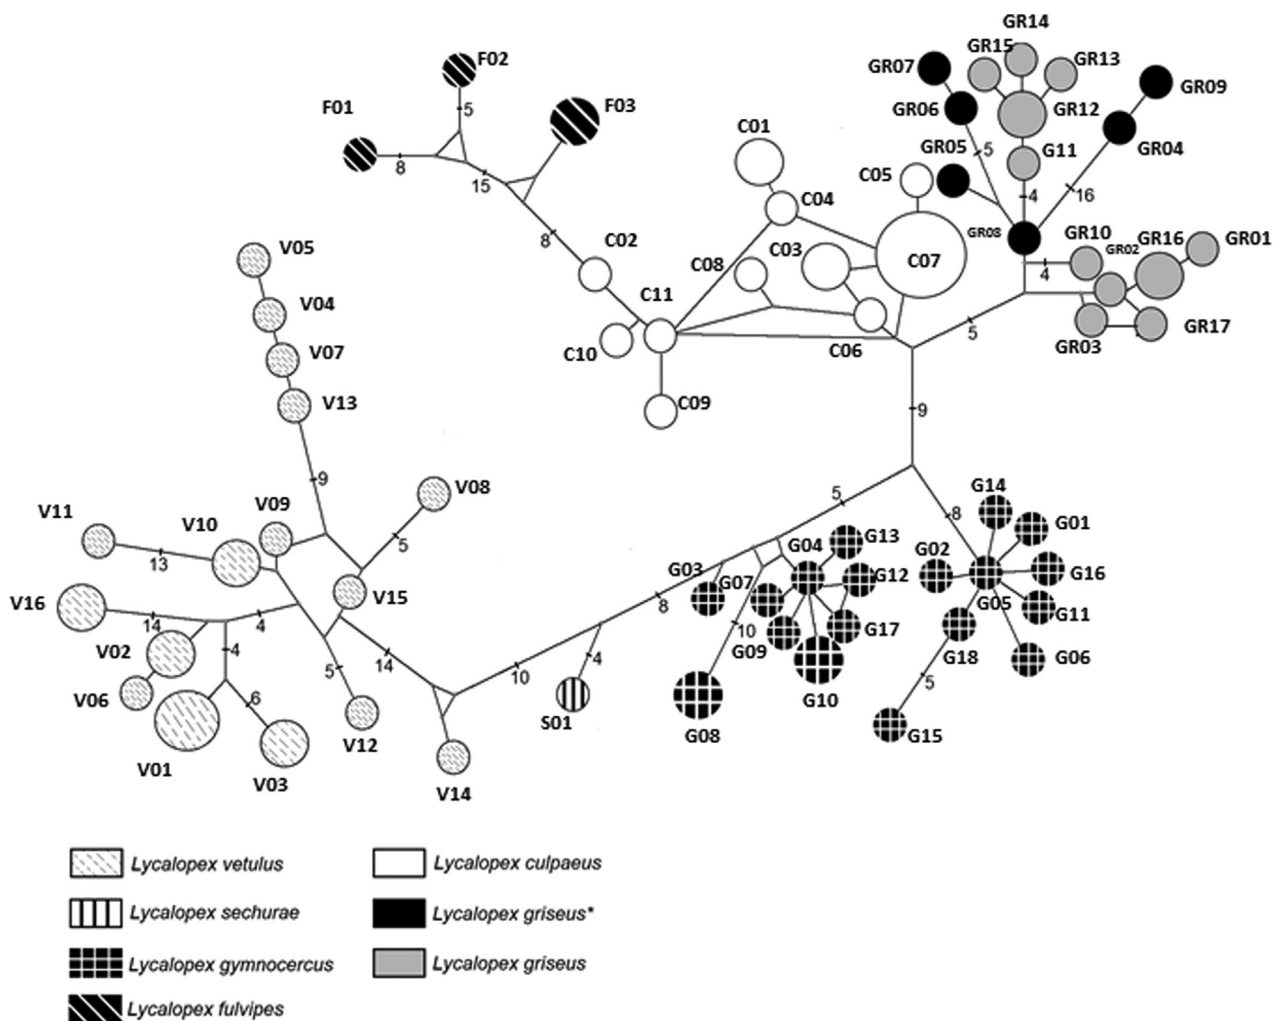 GR14
GR15
GR13
GR07
GR09
GR06
GR12
GR04
GR05
G11
GR08
5
4
16
F02
F01
F03
5
8
15
8
C01
C05
C04
C02
C08
C03
C07
C11
C10
C06
C09
GR10
GR02
GR16
GR01
4
GR03
GR17
5
9
V05
V04
V07
V13
9
V09
V08
V11
V10
5
13
V16
V15
14
4
V02
4
V06
6
5
14
V01
V03
V12
V14
10
4
S01
8
5
8
G14
G01
G13
G04
G02
G16
G03
G07
G12
G05
G11
10
G09
G17
G18
G06
G10
5
G08
G15
Lycalopex vetulus
Lycalopex culpaeus
Lycalopex sechurae
Lycalopex griseus*
Lycalopex gymnocercus
Lycalopex griseus
Lycalopex fulvipes